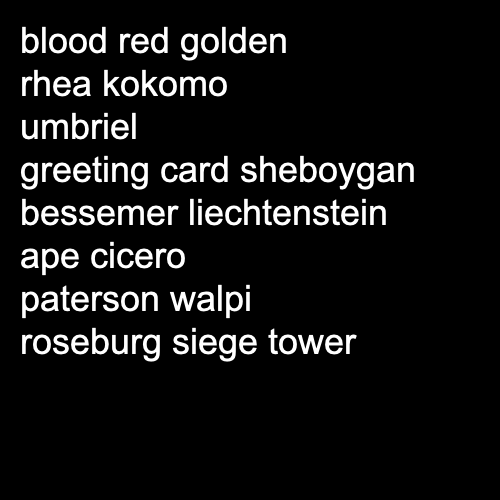 blood red golden
rhea kokomo
umbriel
greeting card sheboygan
bessemer liechtenstein
ape cicero
paterson walpi
roseburg siege tower